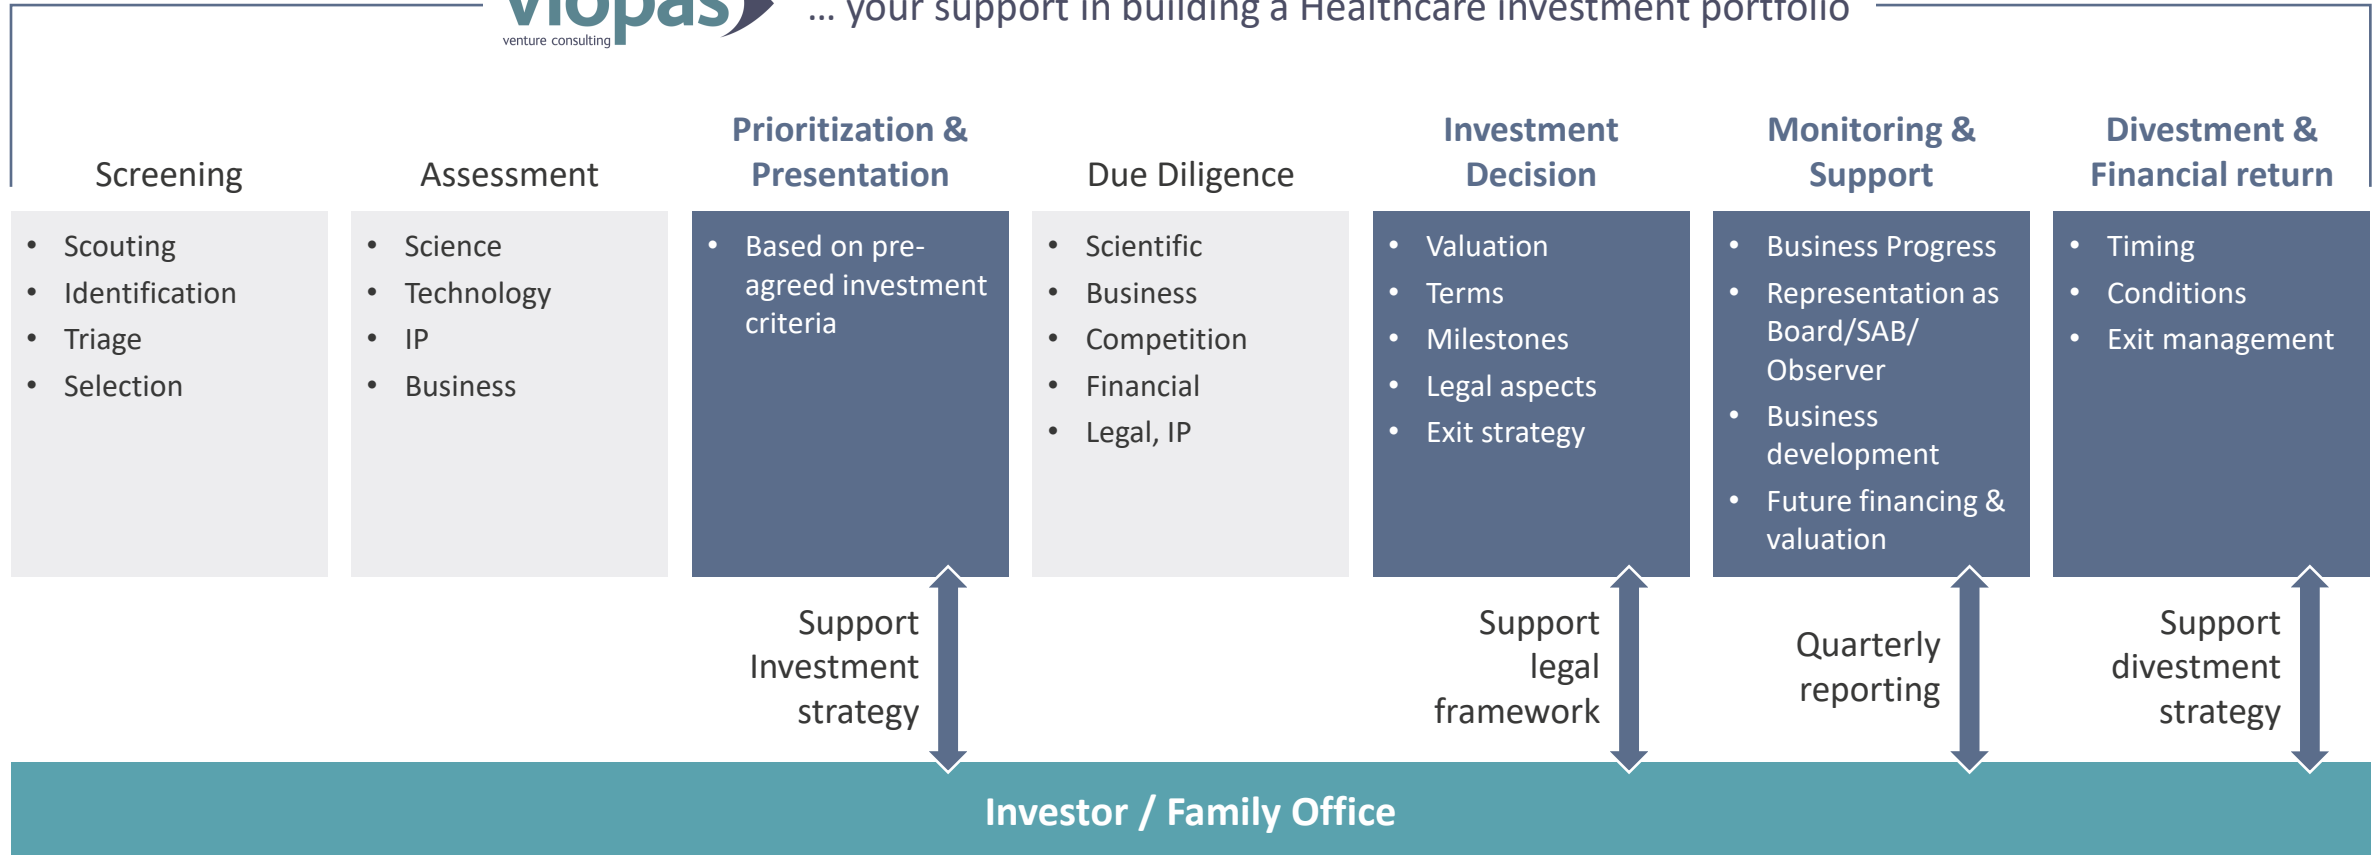 viopas
venture consulting
... your support in building a Healthcare investment portfolio
Screening
• Scouting
• Identification
• Triage
• Selection
Assessment
• Science
• Technology
• IP
• Business
Prioritization &
Presentation
• Based on pre-
agreed investment
criteria
Due Diligence
• Scientific
• Business
• Competition
• Financial
• Legal, IP
Investment
Decision
• Valuation
• Terms
• Milestones
• Legal aspects
• Exit strategy
Monitoring &
Support
• Business Progress
• Representation as
Board/SAB/
Observer
• Business
development
• Future financing &
valuation
Divestment &
Financial return
• Timing
• Conditions
• Exit management
Support
Investment
strategy
Support
legal
framework
Quarterly
reporting
Support
divestment
strategy
Investor / Family Office